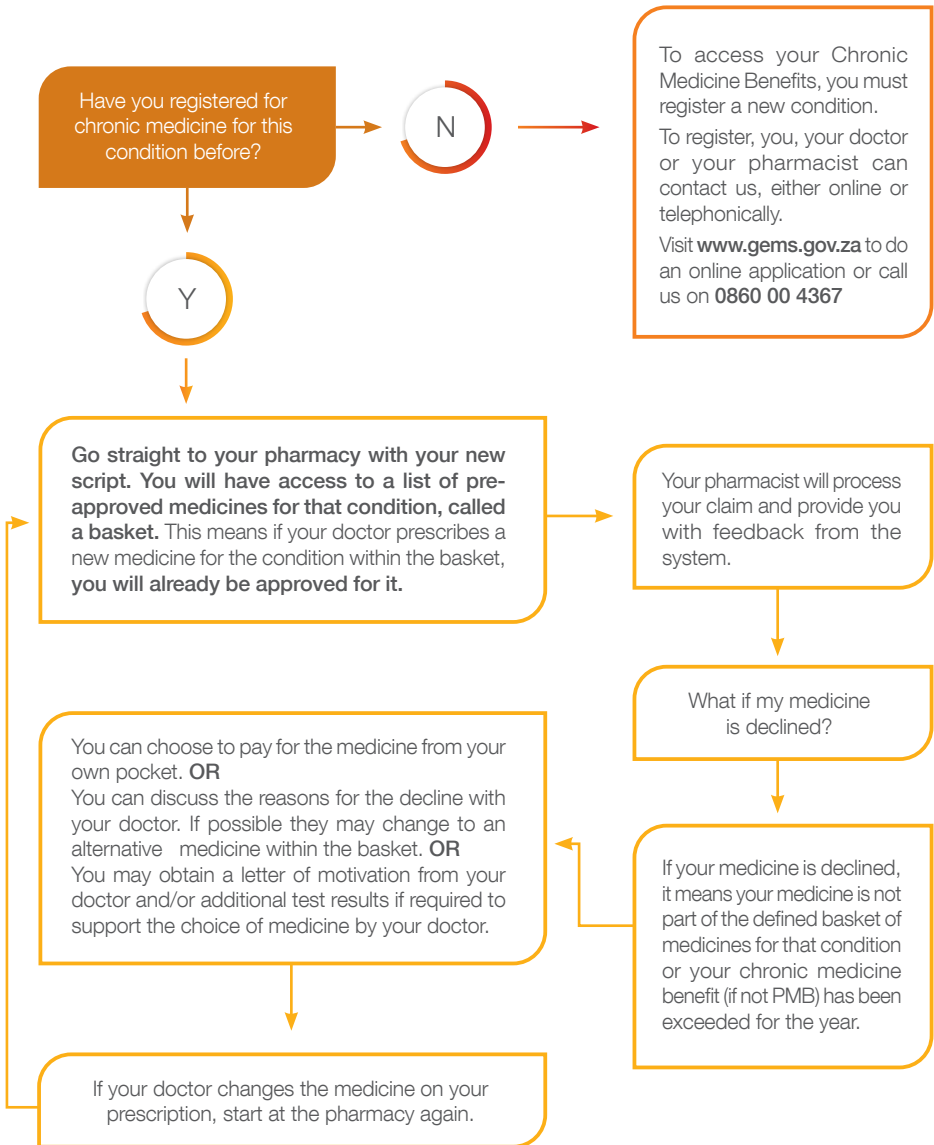 Have you registered for
chronic medicine for this
condition before?
N
To access your Chronic
Medicine Benefits, you must
register a new condition.
To register, you, your doctor
or your pharmacist can
contact us, either online or
telephonically.
Visit www.gems.gov.za to do
an online application or call
us on 0860 00 4367
Y
Go straight to your pharmacy with your new
script. You will have access to a list of pre-
approved medicines for that condition, called
a basket. This means if your doctor prescribes a
new medicine for the condition within the basket,
you will already be approved for it.
Your pharmacist will process
your claim and provide you
with feedback from the
system.
What if my medicine
is declined?
If your medicine is declined,
it means your medicine is not
part of the defined basket of
medicines for that condition
or your chronic medicine
benefit (if not PMB) has been
exceeded for the year.
You can choose to pay for the medicine from your
own pocket. OR
You can discuss the reasons for the decline with
your doctor. If possible they may change to an
alternative medicine within the basket. OR
You may obtain a letter of motivation from your
doctor and/or additional test results if required to
support the choice of medicine by your doctor.
If your doctor changes the medicine on your
prescription, start at the pharmacy again.